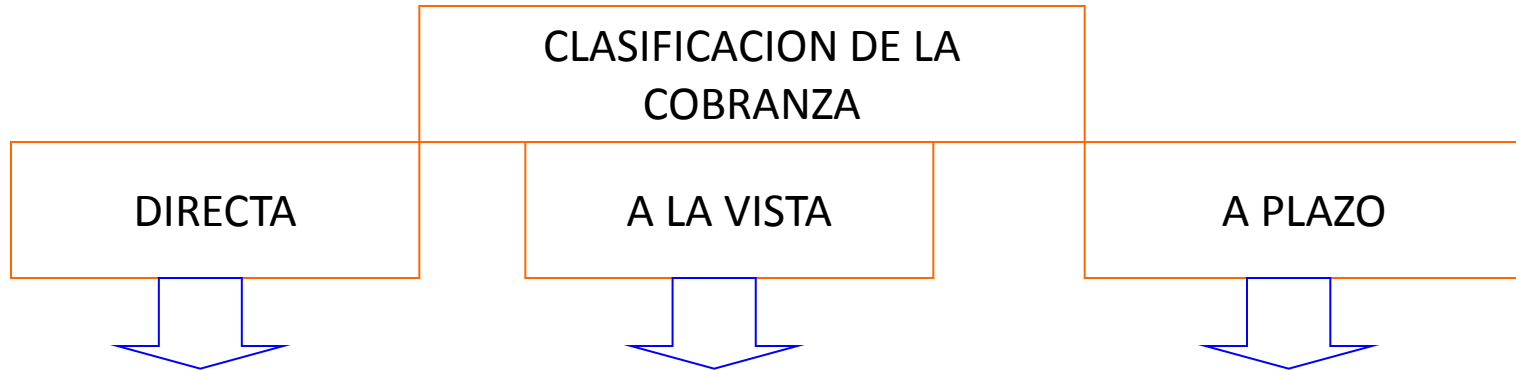 CLASIFICACION DE LA
COBRANZA
DIRECTA
A LA VISTA
A PLAZO